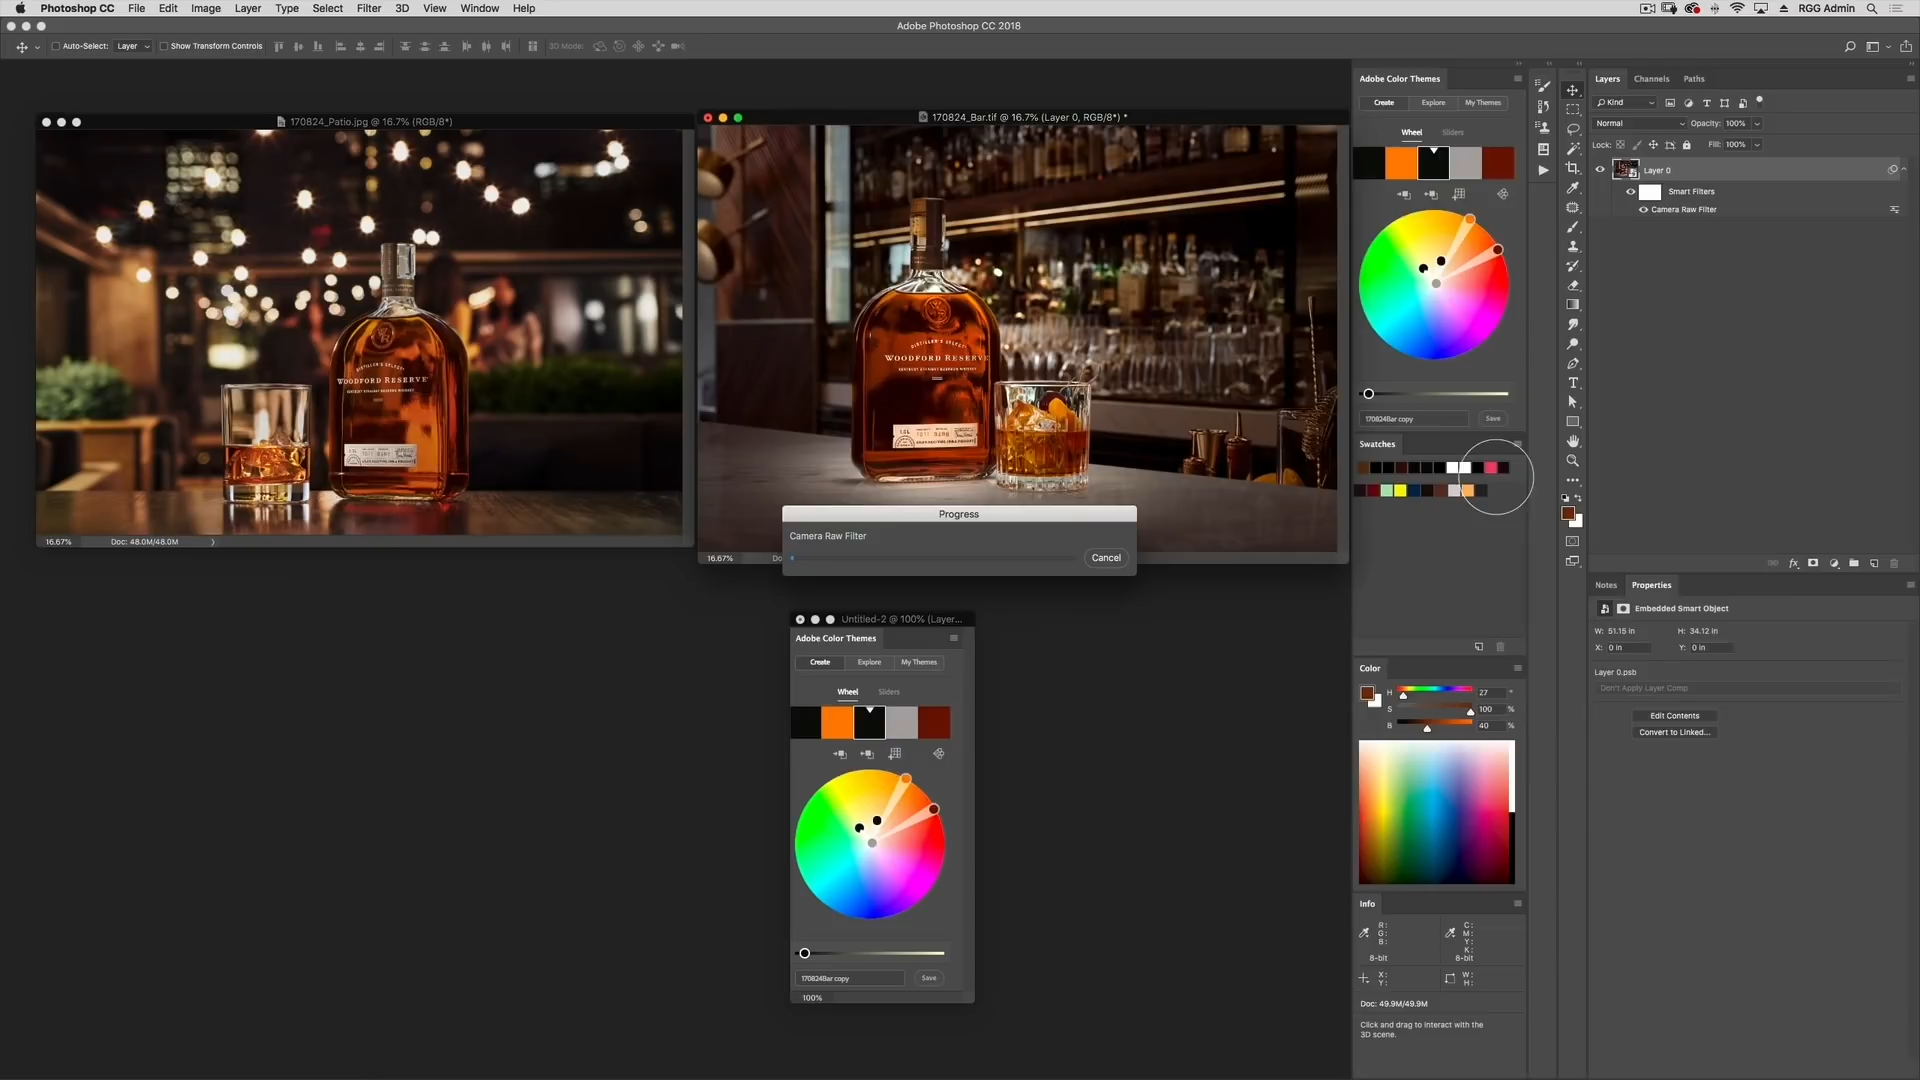 Photoshop CC File Edit Image Layer Type Select Filter 3D View Window Help RGG Admin
Adobe Photoshop CC 2018
Auto-Select: Layer Show Transform Controls 3D Mode:
170824_Patio.jpg @ 16.7% (RGB/8*)
WOODFORD RESERVE
16.67% Doc: 48.0M/48.0M
170824_Bar.tif @ 16.7% (Layer 0, RGB/8*) *
DISTILLER'S SELECT
WOODFORD RESERVE
KENTUCKY STRAIGHT BOURBON WHISKEY
16.67% Do
Progress
Camera Raw Filter
Cancel
Untitled-2 @ 100% (Layer...
Adobe Color Themes
Create Explore My Themes
Wheel Sliders
170824Bar copy Save
100%
Adobe Color Themes
Create Explore My Themes
Wheel Sliders
170824Bar copy Save
Swatches
Color
H 27 °
S 100 %
B 40 %
Info
R: C:
G: M:
B: Y:
K:
8-bit 8-bit
X: W:
Y: H:
Doc: 49.9M/49.9M
Click and drag to interact with the
3D scene.
Layers Channels Paths
Kind
Normal Opacity: 100%
Lock: Fill: 100%
Layer 0
Smart Filters
Camera Raw Filter
fx
Notes Properties
Embedded Smart Object
W: 51.15 in H: 34.12 in
X: 0 in Y: 0 in
Layer 0.psb
Don't Apply Layer Comp
Edit Contents
Convert to Linked...